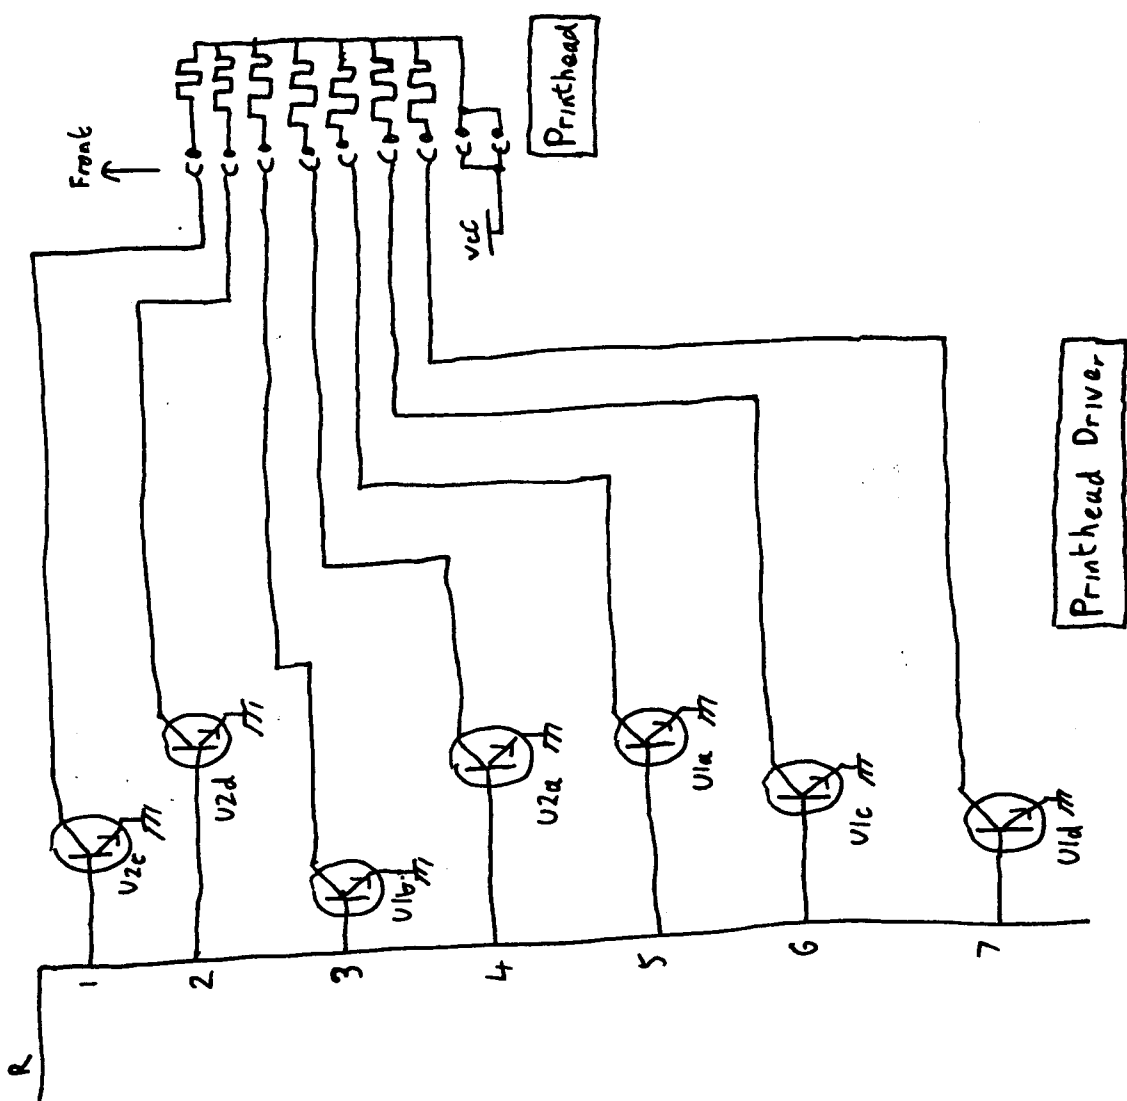 Front
Printhead
vcc
Printhead Driver
U2c
U2d
U1b
U2a
U1a
U1c
U1d
R
1
2
3
4
5
6
7